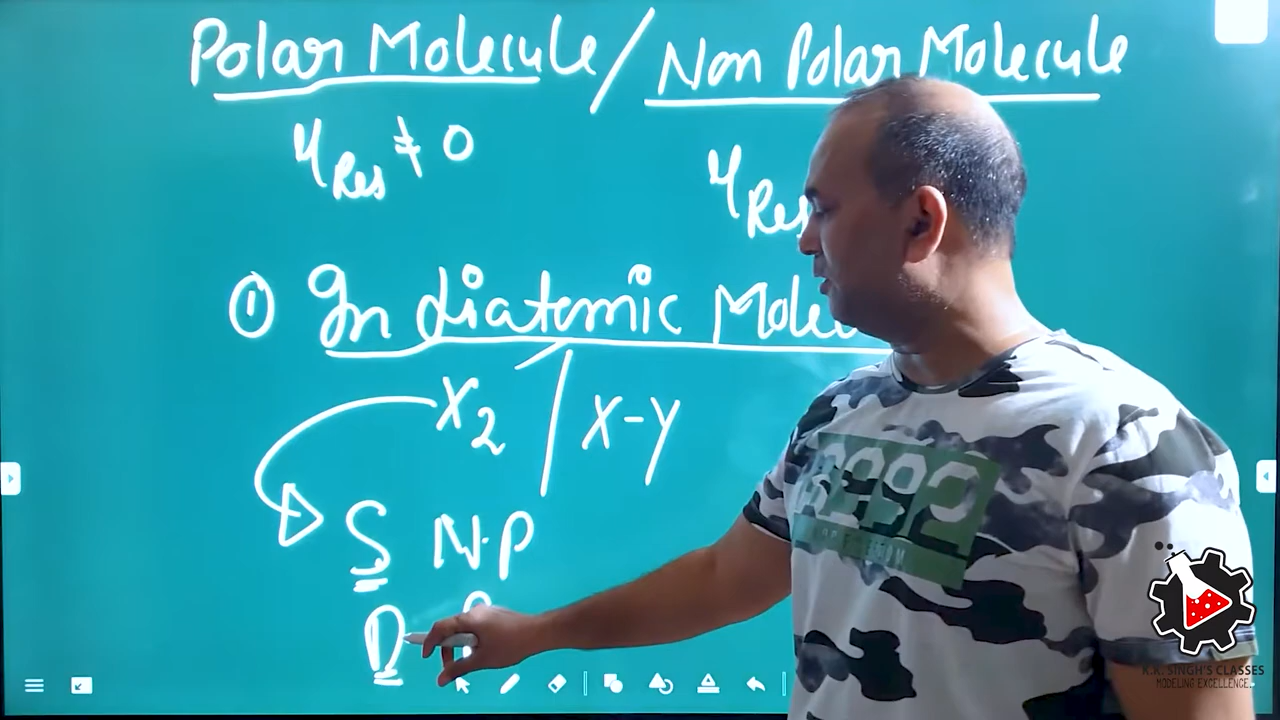 Polar Molecule / Non Polar Molecule
μRes ≠ 0
μRes
① In diatomic Mole
X2 / X-Y
S N.P
D P
K.K. SINGH'S CLASSES
MODELING EXCELLENCE...